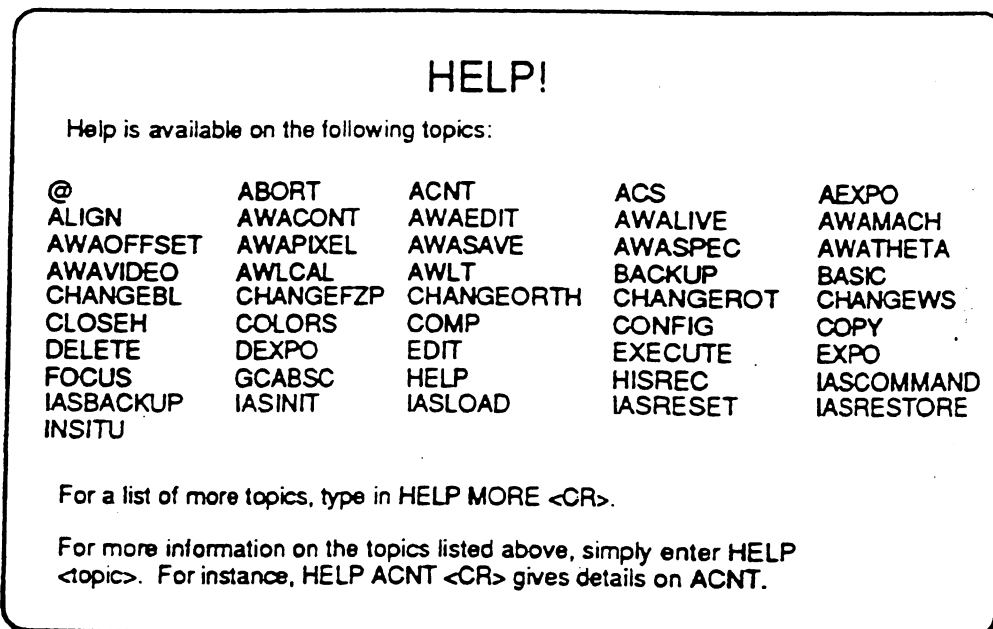 HELP!
Help is available on the following topics:
@ ABORT ACNT ACS AEXPO
ALIGN AWACONT AWAEDIT AWALIVE AWAMACH
AWAOFFSET AWAPIXEL AWASAVE AWASPEC AWATHETA
AWAVIDEO AWLCAL AWLT BACKUP BASIC
CHANGEBL CHANGEFZP CHANGEORTH CHANGEROT CHANGEWS
CLOSEH COLORS COMP CONFIG COPY
DELETE DEXPO EDIT EXECUTE EXPO
FOCUS GCABSC HELP HISREC IASCOMMAND
IASBACKUP IASINIT IASLOAD IASRESET IASRESTORE
INSITU
For a list of more topics, type in HELP MORE <CR>.
For more information on the topics listed above, simply enter HELP
<topic>. For instance, HELP ACNT <CR> gives details on ACNT.